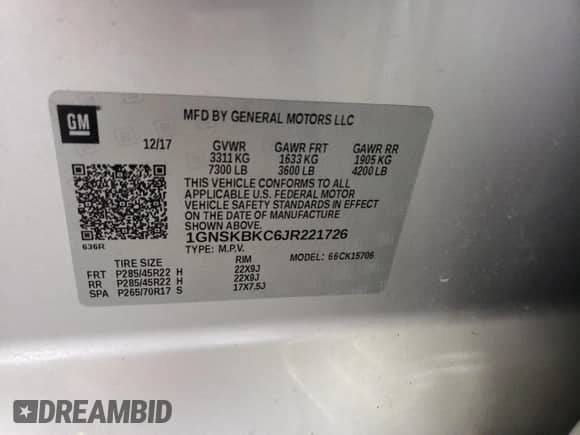 GM
MFD BY GENERAL MOTORS LLC
12/17 GVWR GAWR FRT GAWR RR
3311 KG 1633 KG 1905 KG
7300 LB 3600 LB 4200 LB
THIS VEHICLE CONFORMS TO ALL
APPLICABLE U.S. FEDERAL MOTOR
VEHICLE SAFETY STANDARDS IN EFFECT
ON THE DATE OF MANUFACTURE
SHOWN ABOVE.
1GNSKBKC6JR221726
636R
TYPE: M.P.V. MODEL: 66CK15706
TIRE SIZE RIM
FRT P285/45R22 H 22X9J
RR P285/45R22 H 22X9J
SPA P265/70R17 S 17X7.5J
DREAMBID